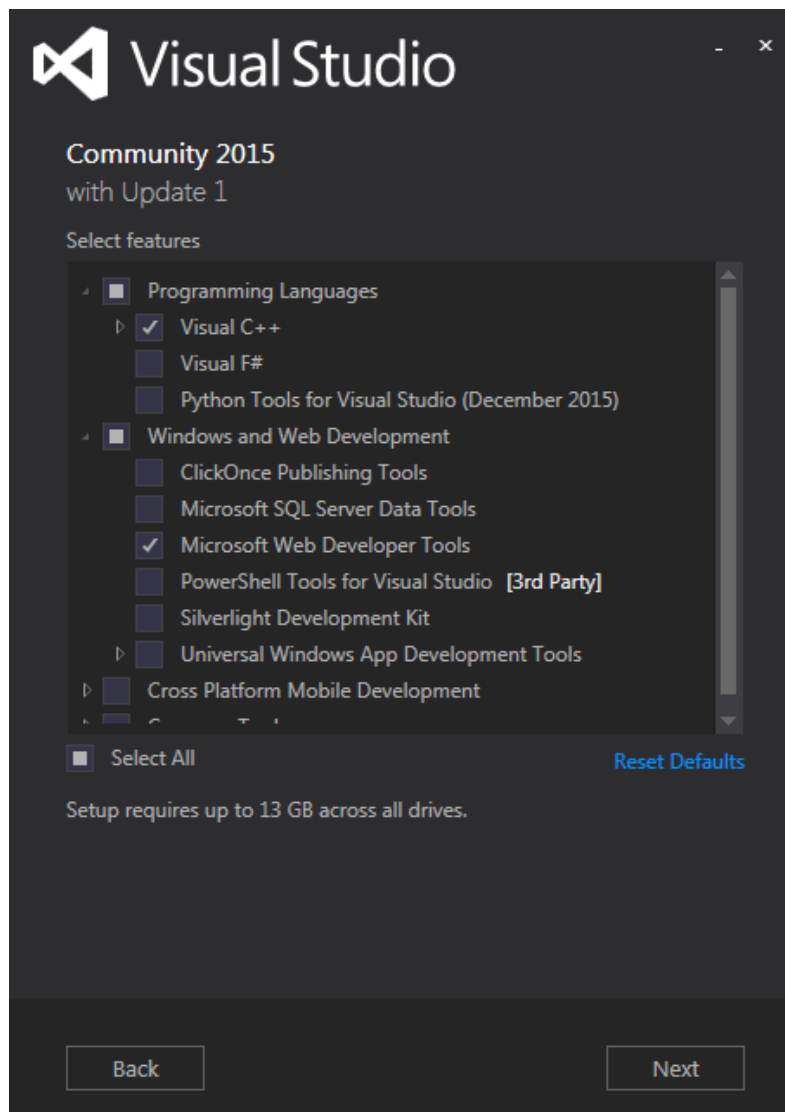 Visual Studio
Community 2015
with Update 1
Select features
Programming Languages
Visual C++
Visual F#
Python Tools for Visual Studio (December 2015)
Windows and Web Development
ClickOnce Publishing Tools
Microsoft SQL Server Data Tools
Microsoft Web Developer Tools
PowerShell Tools for Visual Studio [3rd Party]
Silverlight Development Kit
Universal Windows App Development Tools
Cross Platform Mobile Development
Select All
Reset Defaults
Setup requires up to 13 GB across all drives.
Back
Next